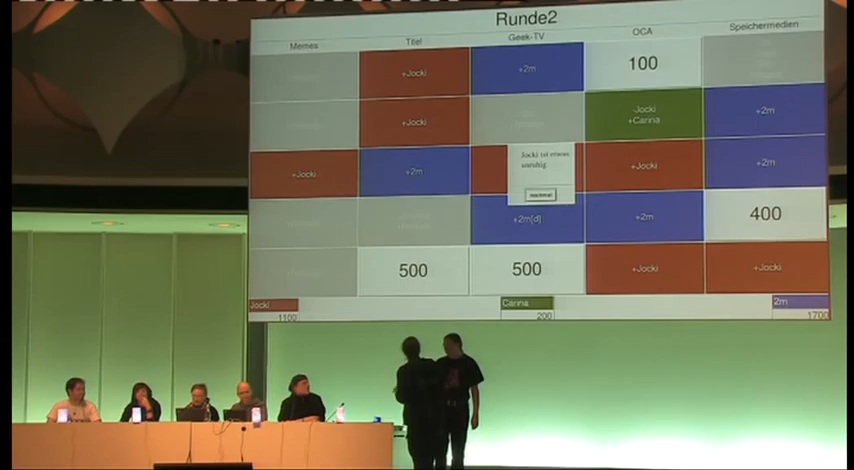 Runde2
Memes
Titel
Geek-TV
OCA
Speichermedien
+Jocki
+2m
100
+Jocki
Jocki
+Carina
+2m
+Jocki
+2m
Jocki ist etwas
unruhig
nochmal
+Jocki
+2m
+2m[d]
+2m
400
500
500
+Jocki
+Jocki
Jocki
1100
Carina
200
2m
1700